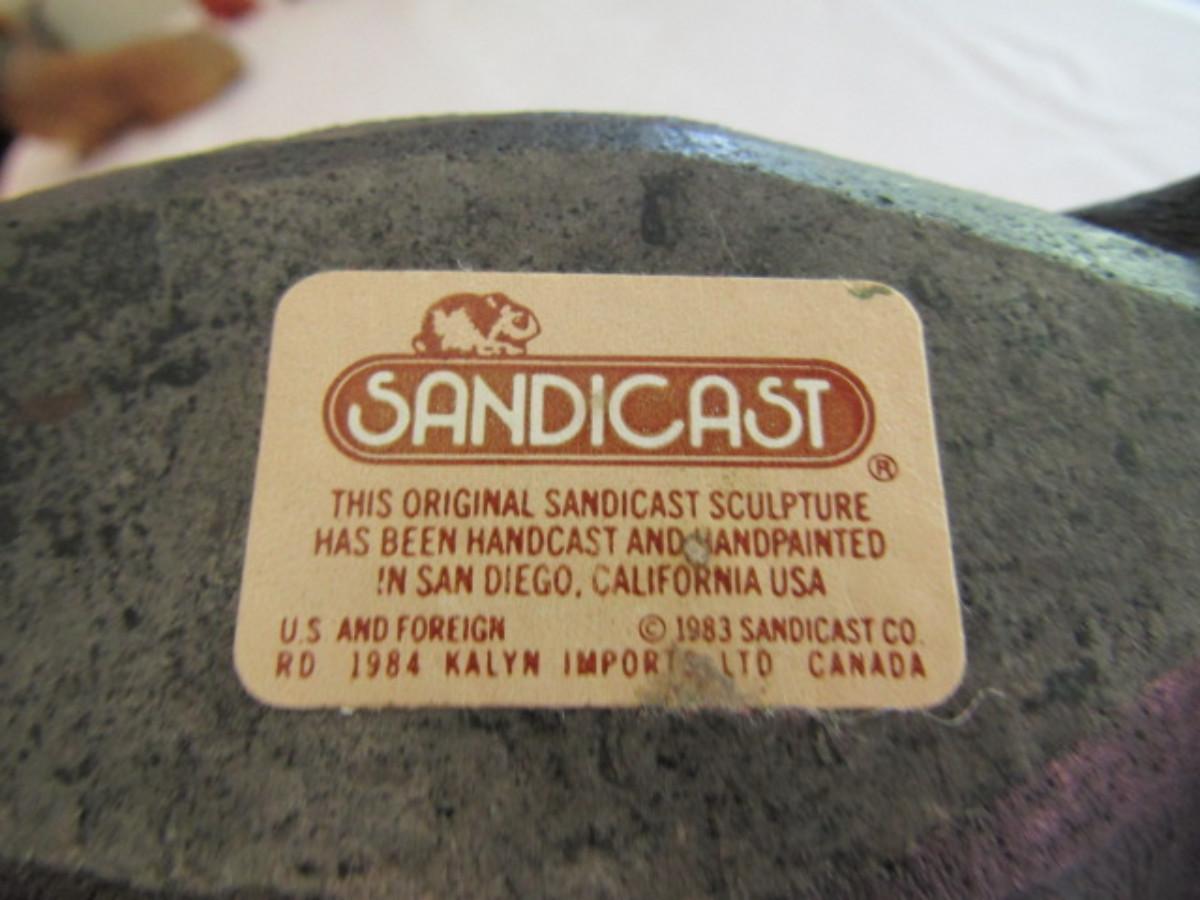 SANDICAST
®
THIS ORIGINAL SANDICAST SCULPTURE
HAS BEEN HANDCAST AND HANDPAINTED
IN SAN DIEGO, CALIFORNIA USA
U.S AND FOREIGN © 1983 SANDICAST CO.
RD 1984 KALYN IMPORTS LTD CANADA